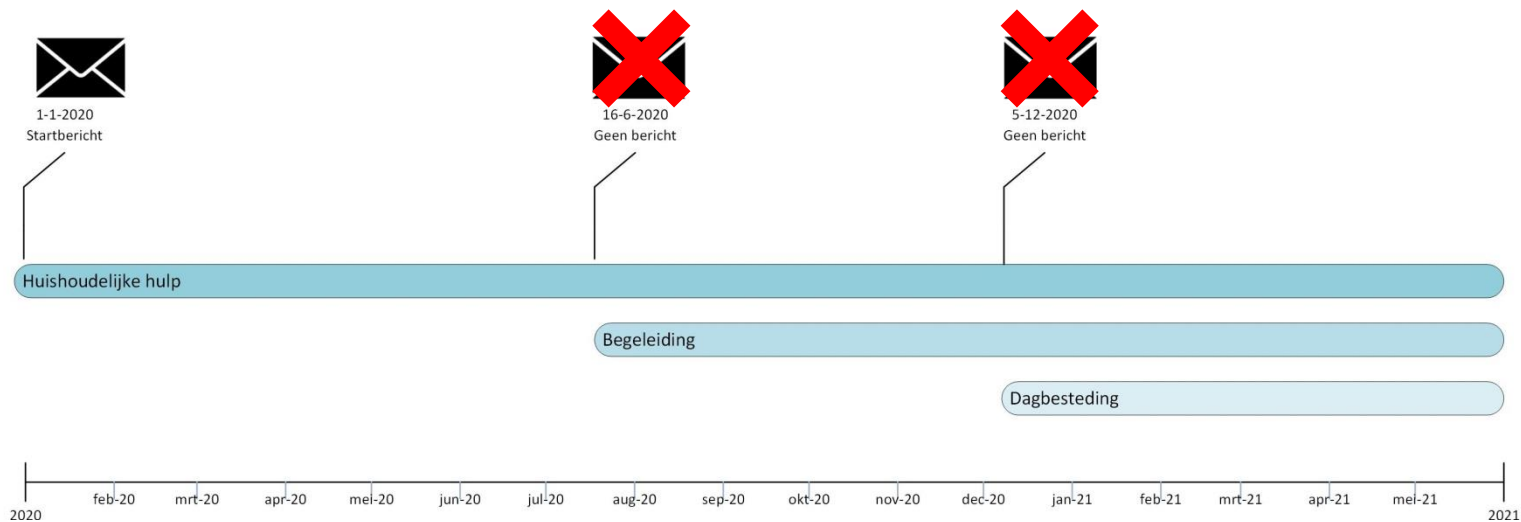 1-1-2020
Startbericht
16-6-2020
Geen bericht
5-12-2020
Geen bericht
Huishoudelijke hulp
Begeleiding
Dagbesteding
feb-20 mrt-20 apr-20 mei-20 jun-20 jul-20 aug-20 sep-20 okt-20 nov-20 dec-20 jan-21 feb-21 mrt-21 apr-21 mei-21
2020 2021